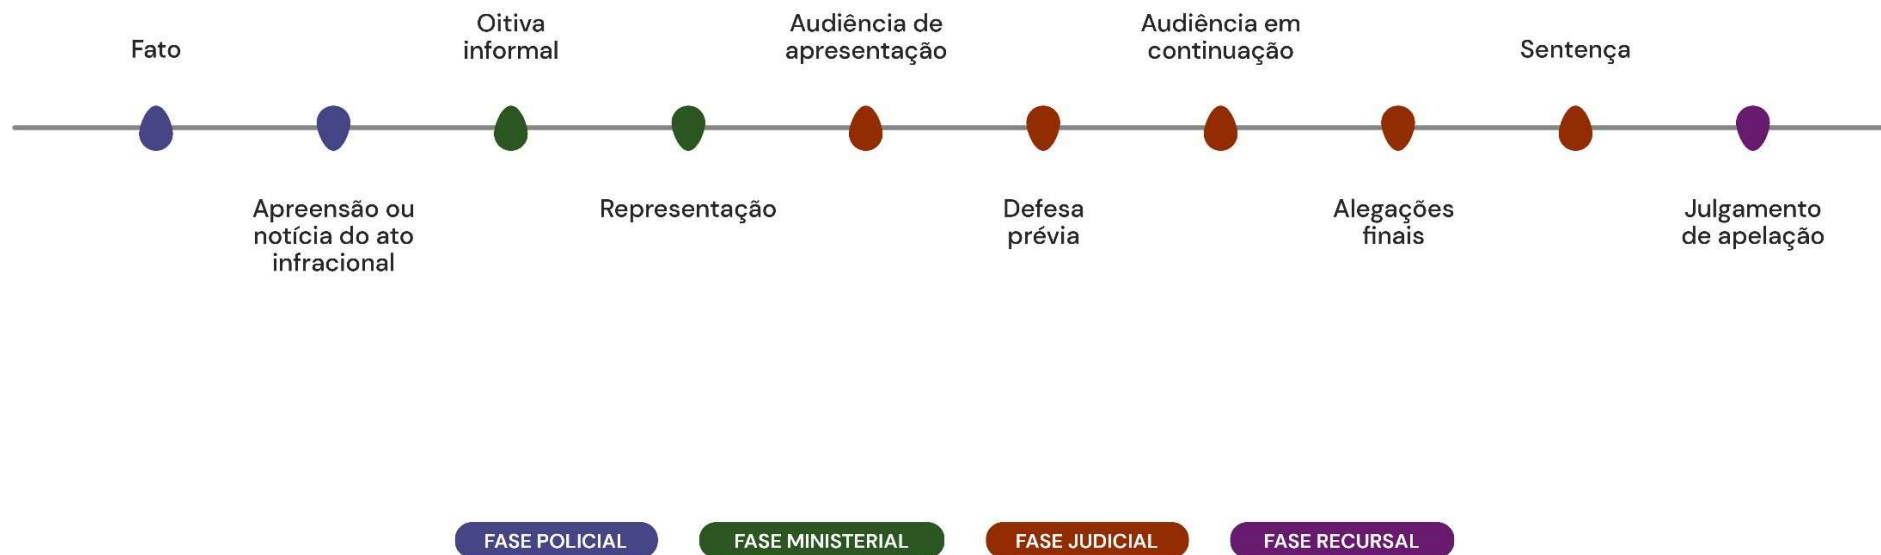 Fato
Oitiva
informal
Audiência de
apresentação
Audiência em
continuação
Sentença
Apreensão ou
notícia do ato
infracional
Representação
Defesa
prévia
Alegações
finais
Julgamento
de apelação
FASE POLICIAL
FASE MINISTERIAL
FASE JUDICIAL
FASE RECURSAL